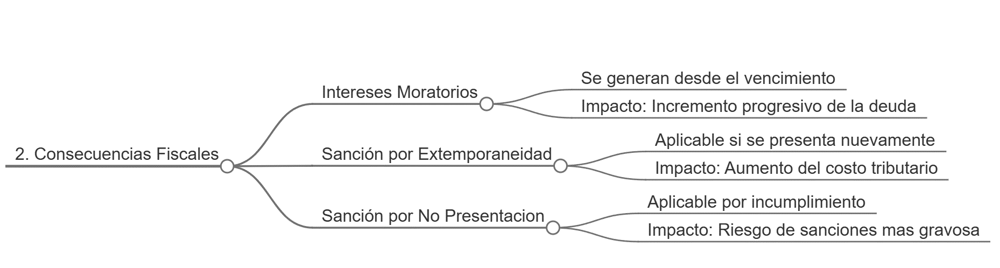 2. Consecuencias Fiscales
Intereses Moratorios
Se generan desde el vencimiento
Impacto: Incremento progresivo de la deuda
Sanción por Extemporaneidad
Aplicable si se presenta nuevamente
Impacto: Aumento del costo tributario
Sanción por No Presentacion
Aplicable por incumplimiento
Impacto: Riesgo de sanciones mas gravosa